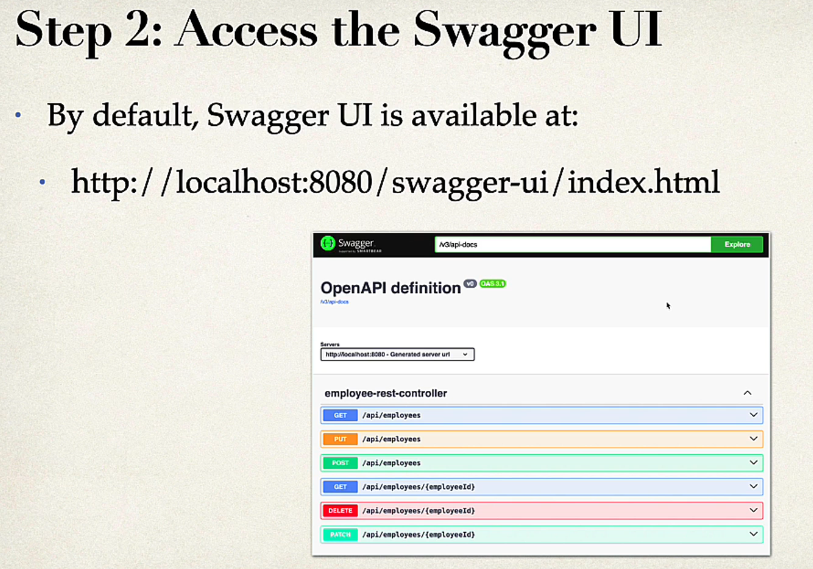 Step 2: Access the Swagger UI
• By default, Swagger UI is available at:
• http://localhost:8080/swagger-ui/index.html
Swagger
/v3/api-docs
Explore
OpenAPI definition v0 OAS 3.1
/v3/api-docs
Servers
http://localhost:8080 - Generated server url
employee-rest-controller
GET /api/employees
PUT /api/employees
POST /api/employees
GET /api/employees/{employeeId}
DELETE /api/employees/{employeeId}
PATCH /api/employees/{employeeId}